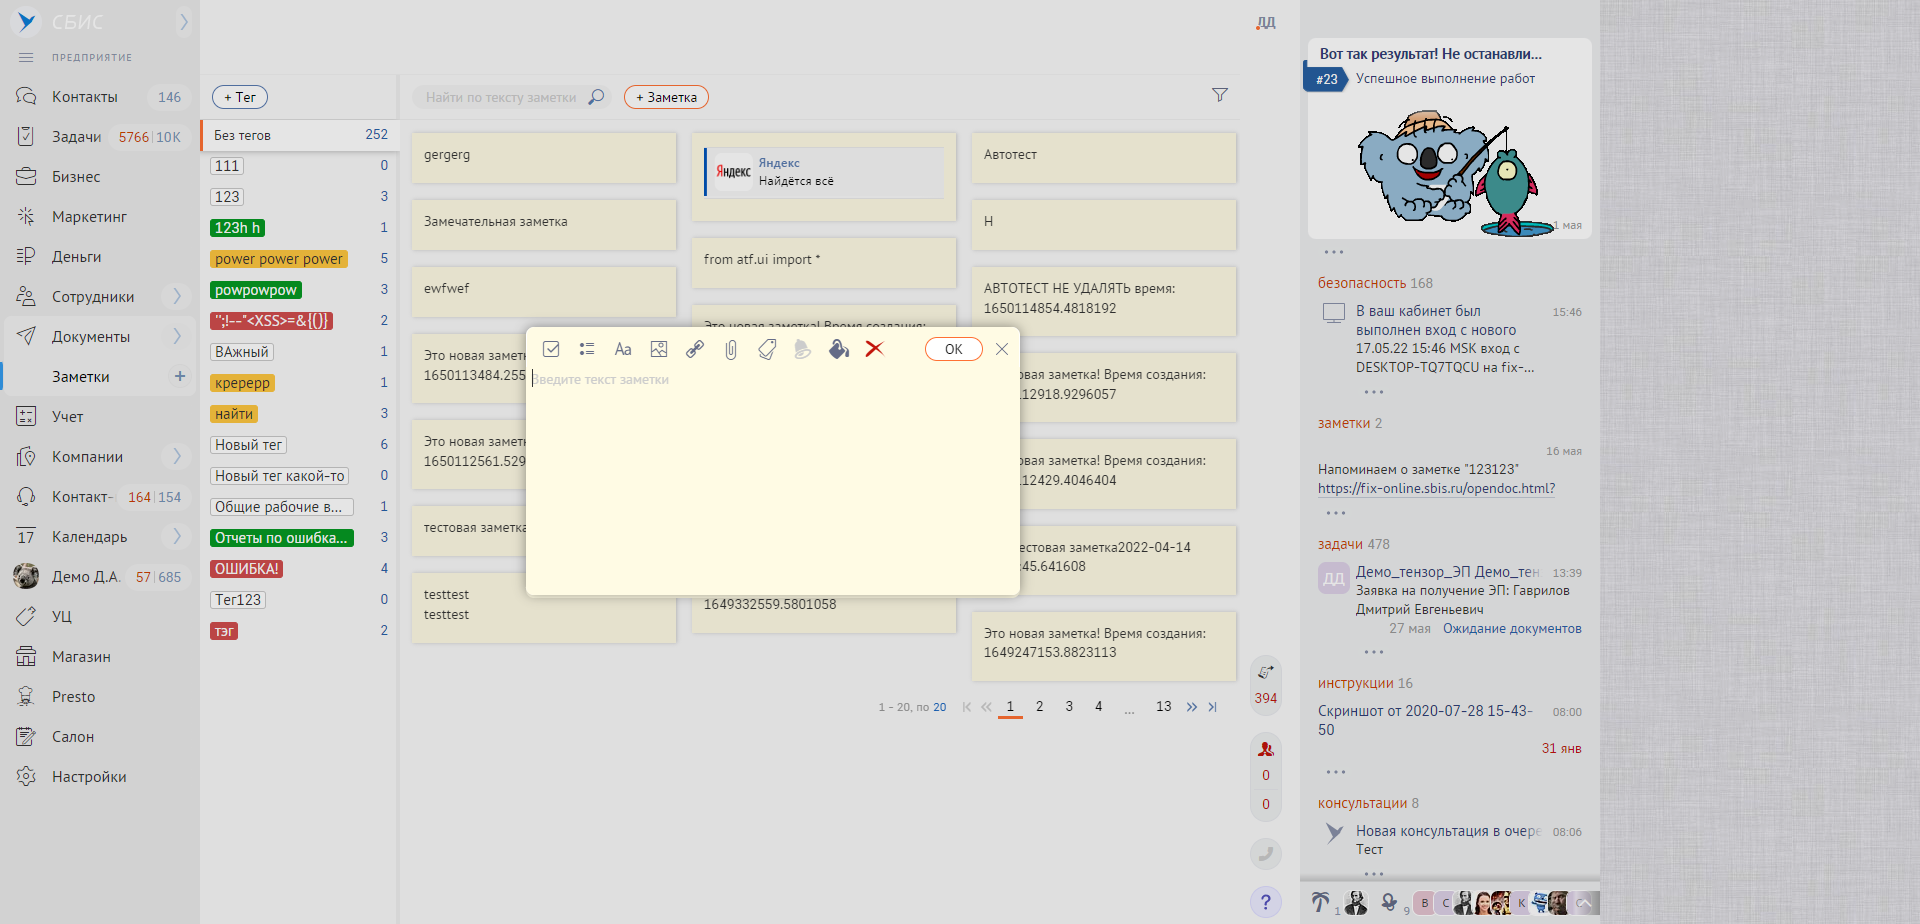 СБИС
ПРЕДПРИЯТИЕ
Контакты 146
Задачи 5766 10K
Бизнес
Маркетинг
Деньги
Сотрудники
Документы
Заметки +
Учет
Компании
Контакт- 164 154
17 Календарь
Демо Д.А. 57 685
УЦ
Магазин
Presto
Салон
Настройки
+ Тег
Без тегов 252
111 0
123 3
123h h 1
power power power 5
powpowpow 3
'';!--"<XSS>=&{()} 2
ВАжный 1
кререрр 1
найти 3
Новый тег 6
Новый тег какой-то 0
Общие рабочие в... 1
Отчеты по ошибка... 3
ОШИБКА! 4
Тег123 0
тэг 2
Найти по тексту заметки
+ Заметка
gergerg
Замечательная заметка
ewfwef
Это новая замет
1650113484.255
Это новая замет
1650112561.529
тестовая заметка
testtest
testtest
Яндекс
Яндекс
Найдётся всё
from atf.ui import *
Это новая заметка! Время создания:
1649332559.5801058
Автотест
Н
АВТОТЕСТ НЕ УДАЛЯТЬ время:
1650114854.4818192
овая заметка! Время создания:
12918.9296057
овая заметка! Время создания:
12429.4046404
естовая заметка2022-04-14
:45.641608
Это новая заметка! Время создания:
1649247153.8823113
Aa
OK
Введите текст заметки
1 - 20, по 20
1 2 3 4 ... 13
ДД
394
0
0
?
Вот так результат! Не останавли...
#23 Успешное выполнение работ
1 мая
безопасность 168
В ваш кабинет был 15:46
выполнен вход с нового
17.05.22 15:46 MSK вход с
DESKTOP-TQ7TQCU на fix-...
заметки 2
16 мая
Напоминаем о заметке "123123"
https://fix-online.sbis.ru/opendoc.html?
задачи 478
ДД
Демо_тензор_ЭП Демо_тен 13:39
Заявка на получение ЭП: Гаврилов
Дмитрий Евгеньевич
27 мая Ожидание документов
инструкции 16
Скриншот от 2020-07-28 15-43- 08:00
50
31 янв
консультации 8
Новая консультация в очере 08:06
Тест
1 9 В С К С